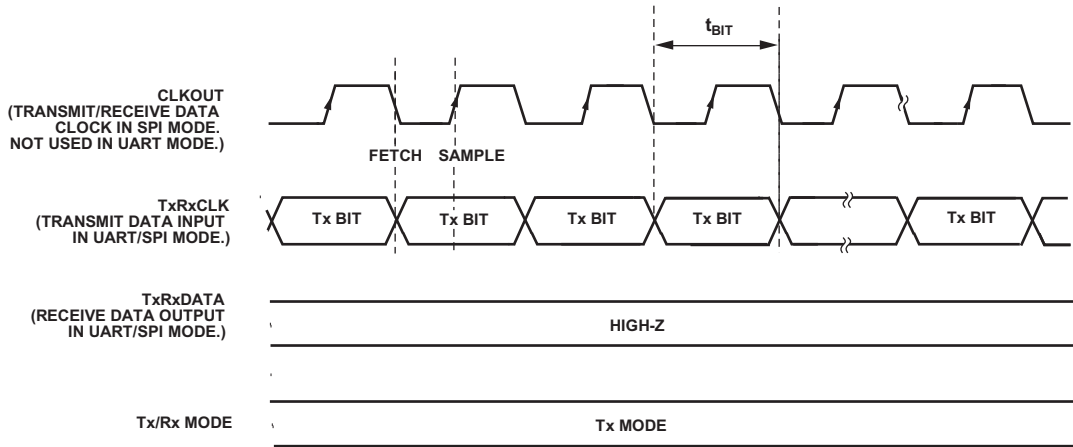 tBIT
CLKOUT
(TRANSMIT/RECEIVE DATA
CLOCK IN SPI MODE.
NOT USED IN UART MODE.)
FETCH SAMPLE
TxRxCLK
(TRANSMIT DATA INPUT
IN UART/SPI MODE.)
Tx BIT Tx BIT Tx BIT Tx BIT Tx BIT
TxRxDATA
(RECEIVE DATA OUTPUT
IN UART/SPI MODE.)
HIGH-Z
Tx/Rx MODE
Tx MODE